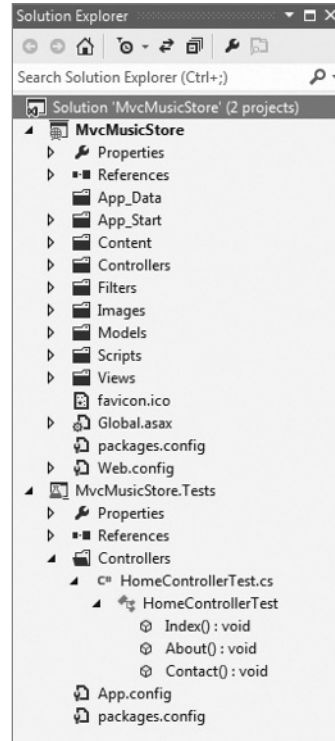 Solution Explorer
Search Solution Explorer (Ctrl+;)
Solution 'MvcMusicStore' (2 projects)
MvcMusicStore
Properties
References
App_Data
App_Start
Content
Controllers
Filters
Images
Models
Scripts
Views
favicon.ico
Global.asax
packages.config
Web.config
MvcMusicStore.Tests
Properties
References
Controllers
C# HomeControllerTest.cs
HomeControllerTest
Index() : void
About() : void
Contact() : void
App.config
packages.config